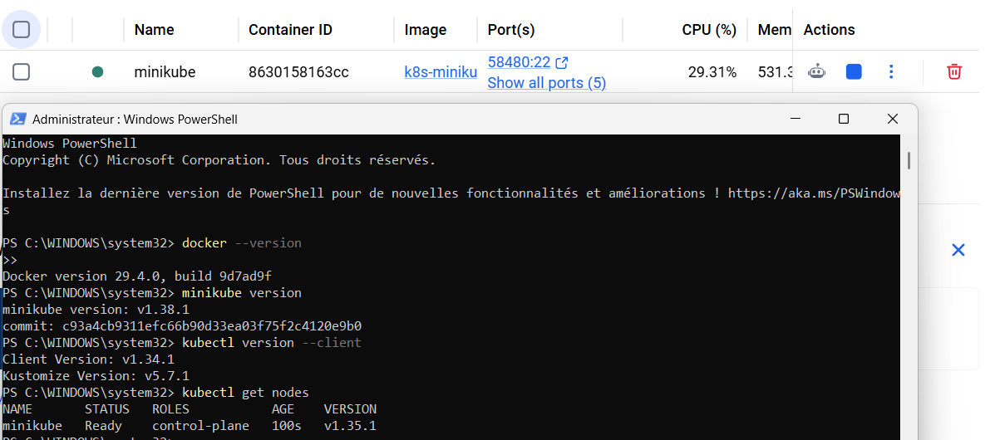 Name Container ID Image Port(s) CPU (%) Mem Actions
minikube 8630158163cc k8s-miniku 58480:22 29.31% 531.3
Show all ports (5)
Administrateur : Windows PowerShell
Windows PowerShell
Copyright (C) Microsoft Corporation. Tous droits réservés.
Installez la dernière version de PowerShell pour de nouvelles fonctionnalités et améliorations ! https://aka.ms/PSWindow
s
PS C:\WINDOWS\system32> docker --version
>>
Docker version 29.4.0, build 9d7ad9f
PS C:\WINDOWS\system32> minikube version
minikube version: v1.38.1
commit: c93a4cb9311efc66b90d33ea03f75f2c4120e9b0
PS C:\WINDOWS\system32> kubectl version --client
Client Version: v1.34.1
Kustomize Version: v5.7.1
PS C:\WINDOWS\system32> kubectl get nodes
NAME STATUS ROLES AGE VERSION
minikube Ready control-plane 100s v1.35.1